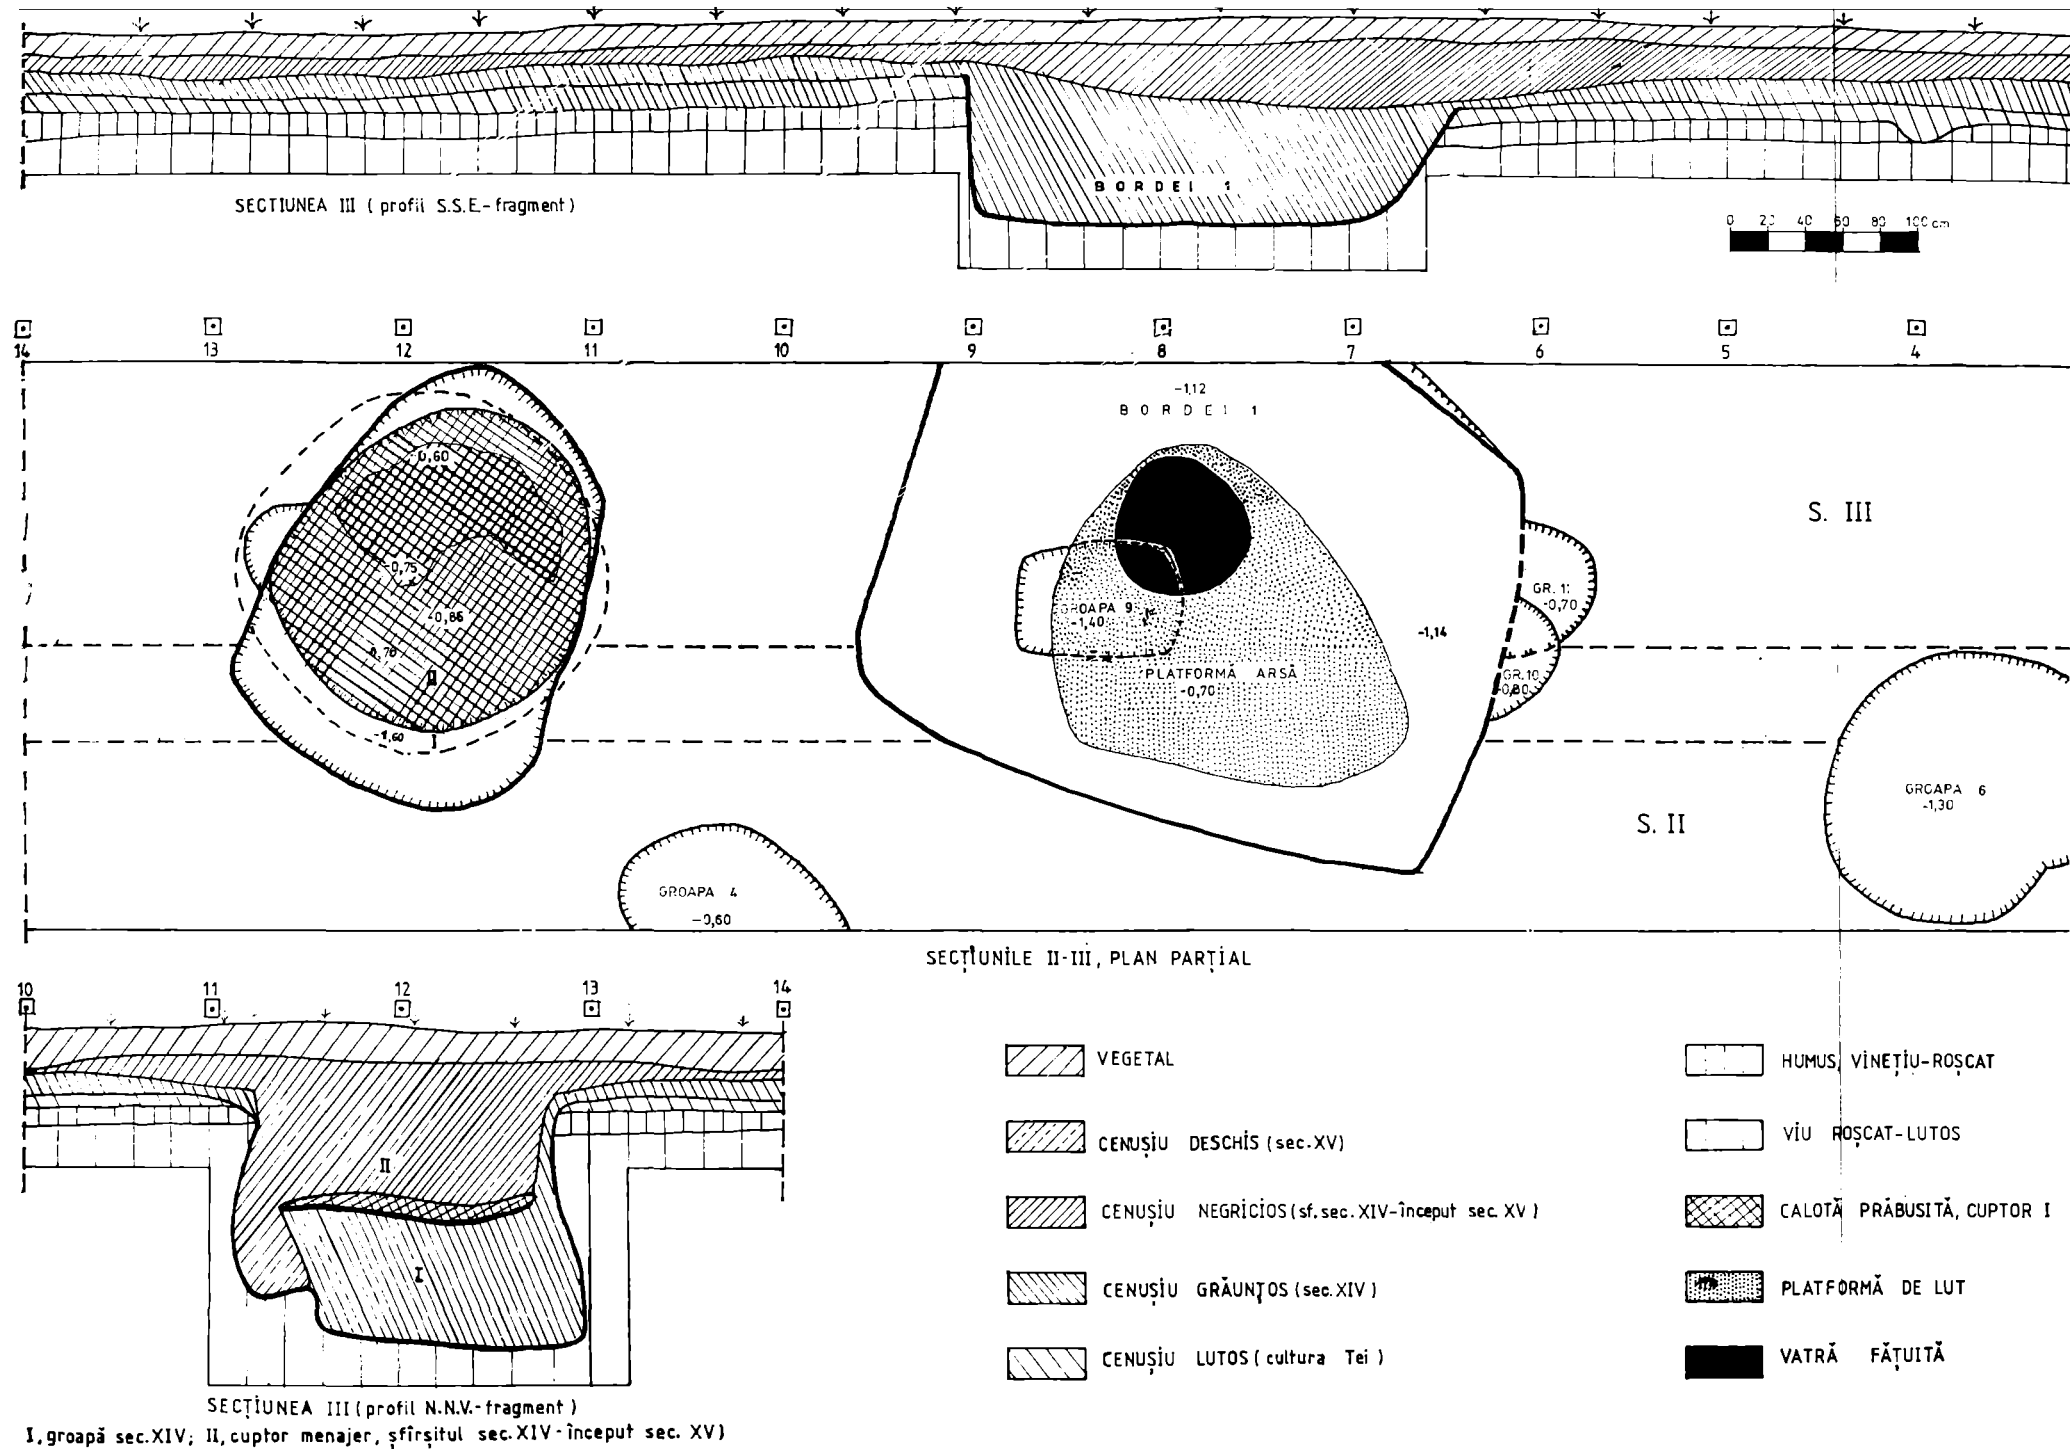 SECTIUNEA III ( profil S.S.E.-fragment )
BORDEI 1
0 20 40 60 80 100 cm
14 13 12 11 10 9 8 7 6 5 4
-1,12
BORDEI 1
-0,60
S. III
-0,75
GR. 11
-0,70
GROAPA 9
-1,40
-0,86
-1,14
-0,70
PLATFORMĂ ARSĂ
-0,70
GR.10
-0,80
II
-1,60
I
GROAPA 6
-1,30
S. II
GROAPA 4
-0,60
SECȚIUNILE II-III, PLAN PARȚIAL
10 11 12 13 14
II
I
SECȚIUNEA III (profil N.N.V.-fragment )
I, groapă sec.XIV; II, cuptor menajer, sfîrșitul sec.XIV-început sec. XV)
VEGETAL
CENUȘIU DESCHIS (sec.XV)
CENUȘIU NEGRICIOS (sf.sec.XIV-început sec. XV)
CENUȘIU GRĂUNȚOS (sec.XIV)
CENUȘIU LUTOS ( cultura Tei )
HUMUS, VINEȚIU-ROȘCAT
VIU ROȘCAT-LUTOS
CALOTĂ PRĂBUSITĂ, CUPTOR I
PLATFORMĂ DE LUT
VATRĂ FĂȚUITĂ